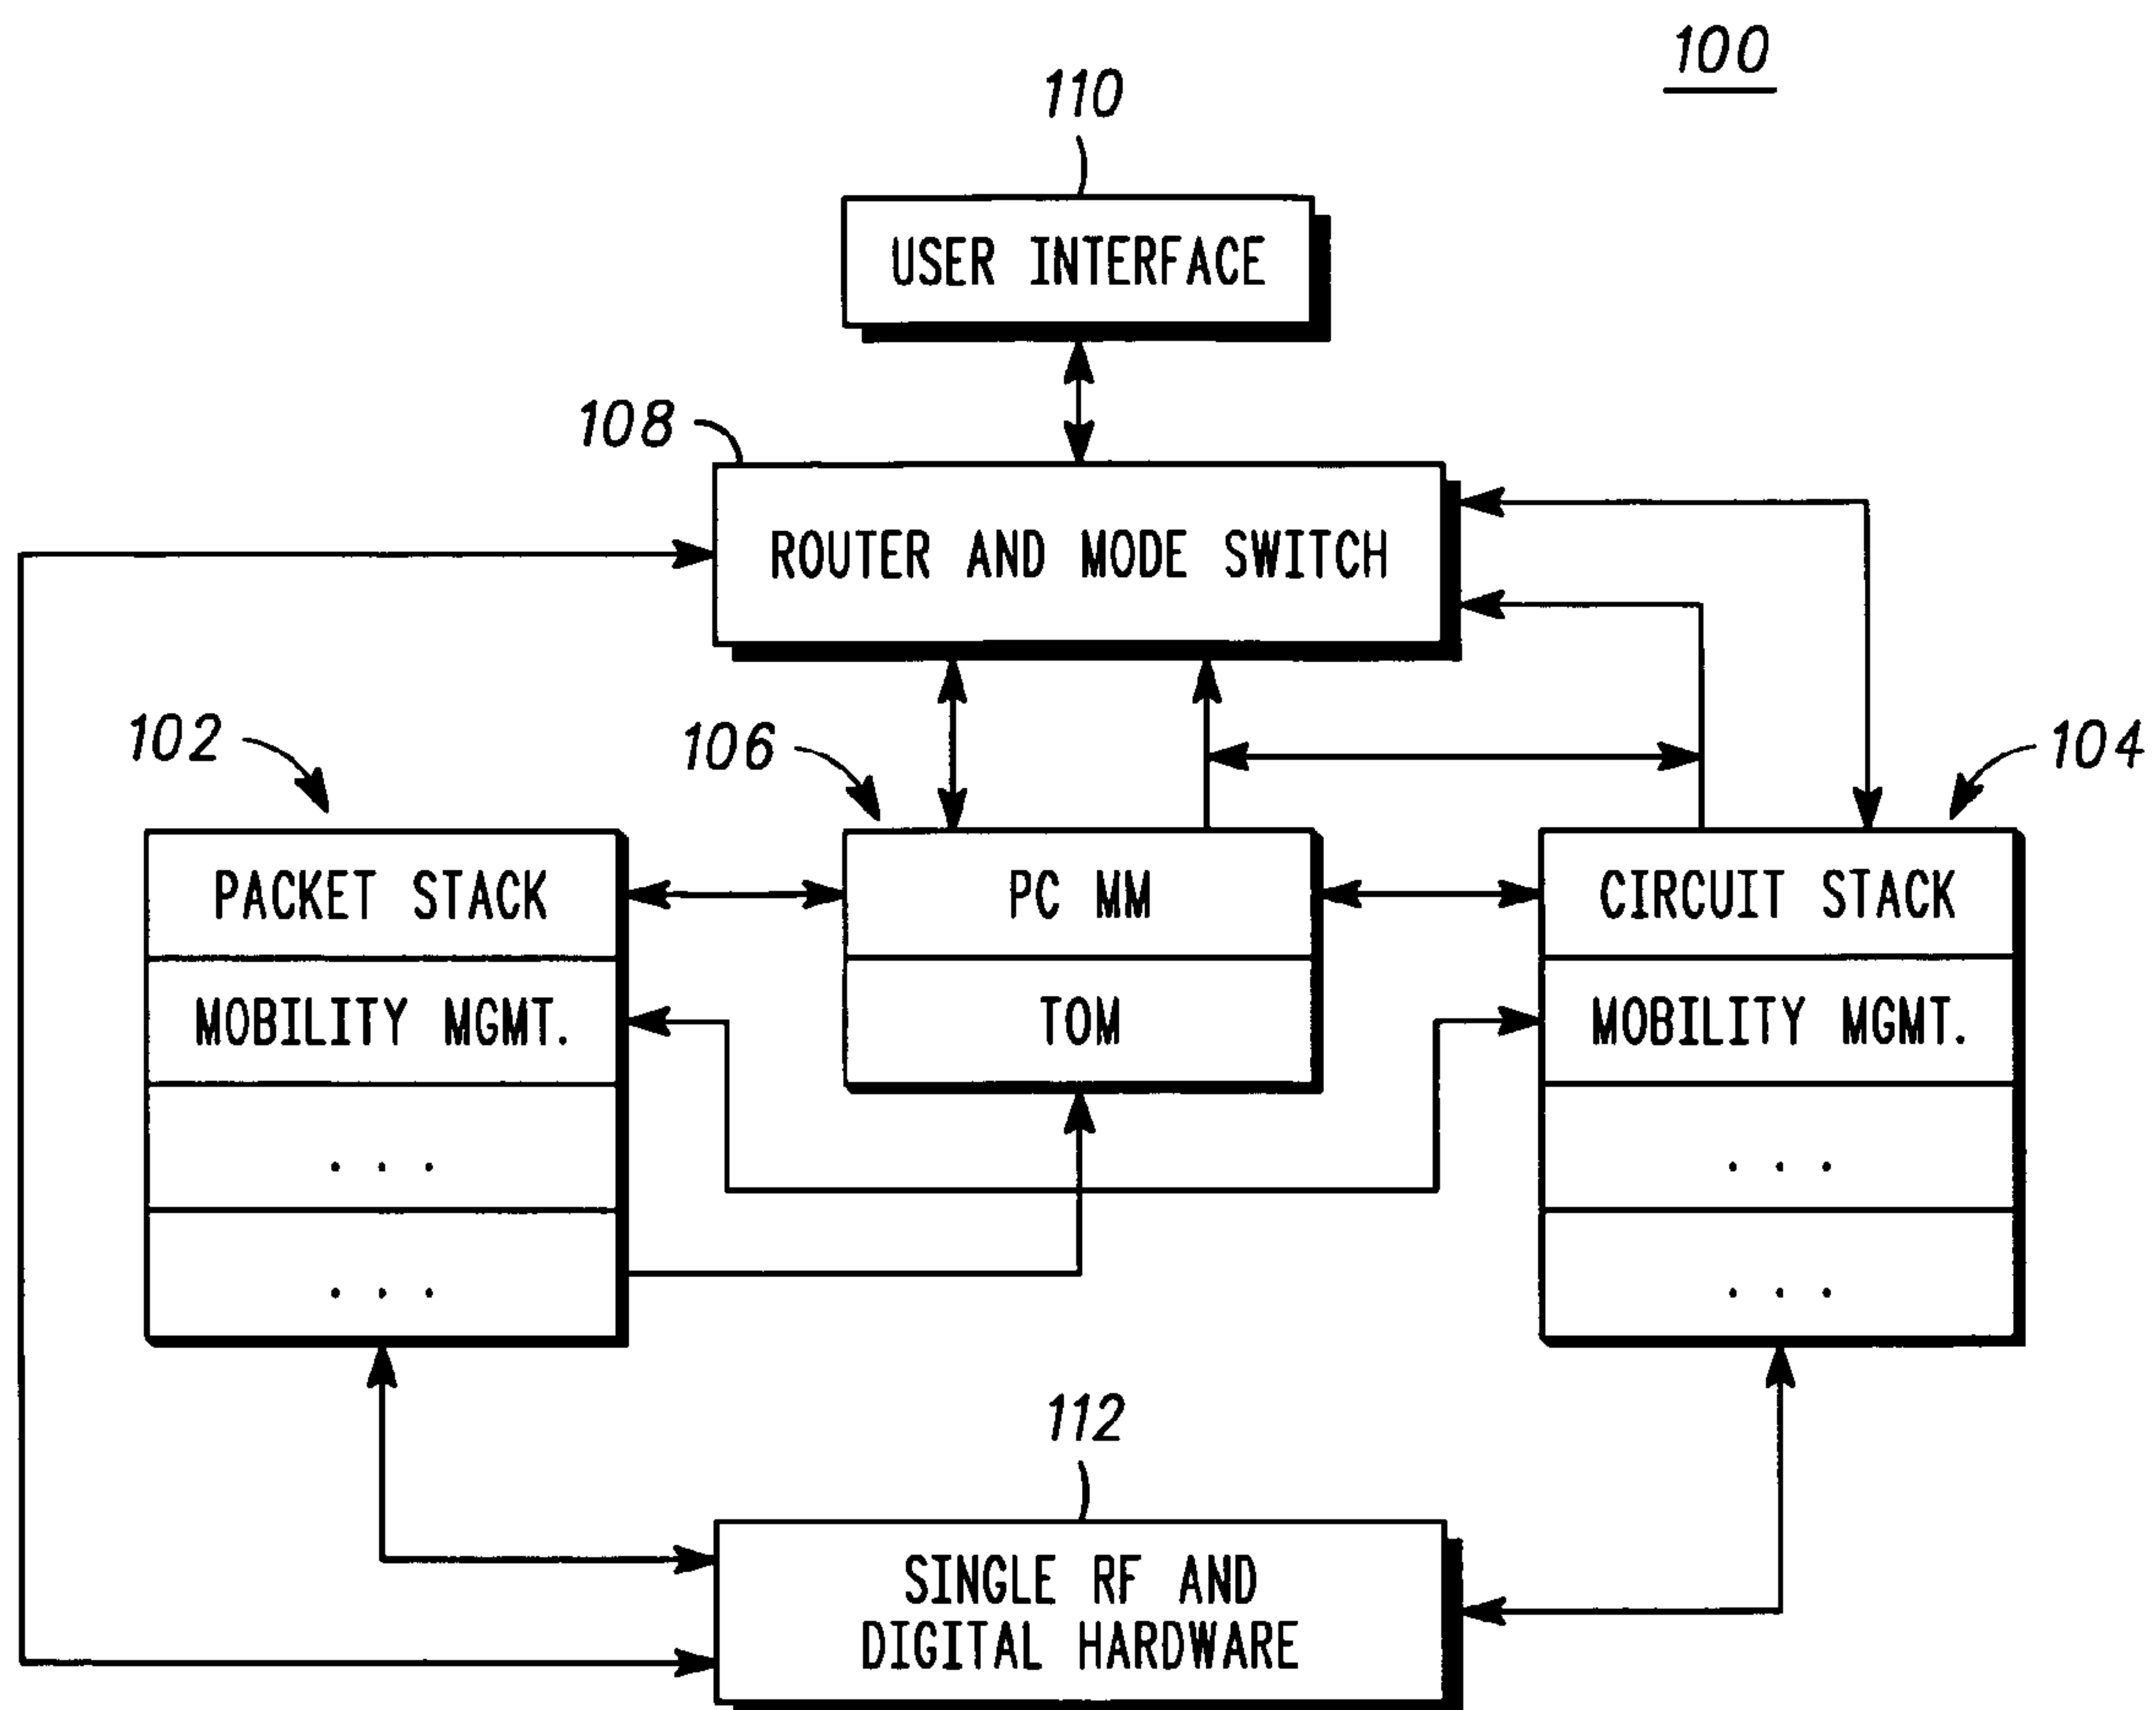 100
110
USER INTERFACE
108
ROUTER AND MODE SWITCH
102
106
104
PACKET STACK
MOBILITY MGMT.
. . .
. . .
PC MM
TOM
CIRCUIT STACK
MOBILITY MGMT.
. . .
. . .
112
SINGLE RF AND
DIGITAL HARDWARE